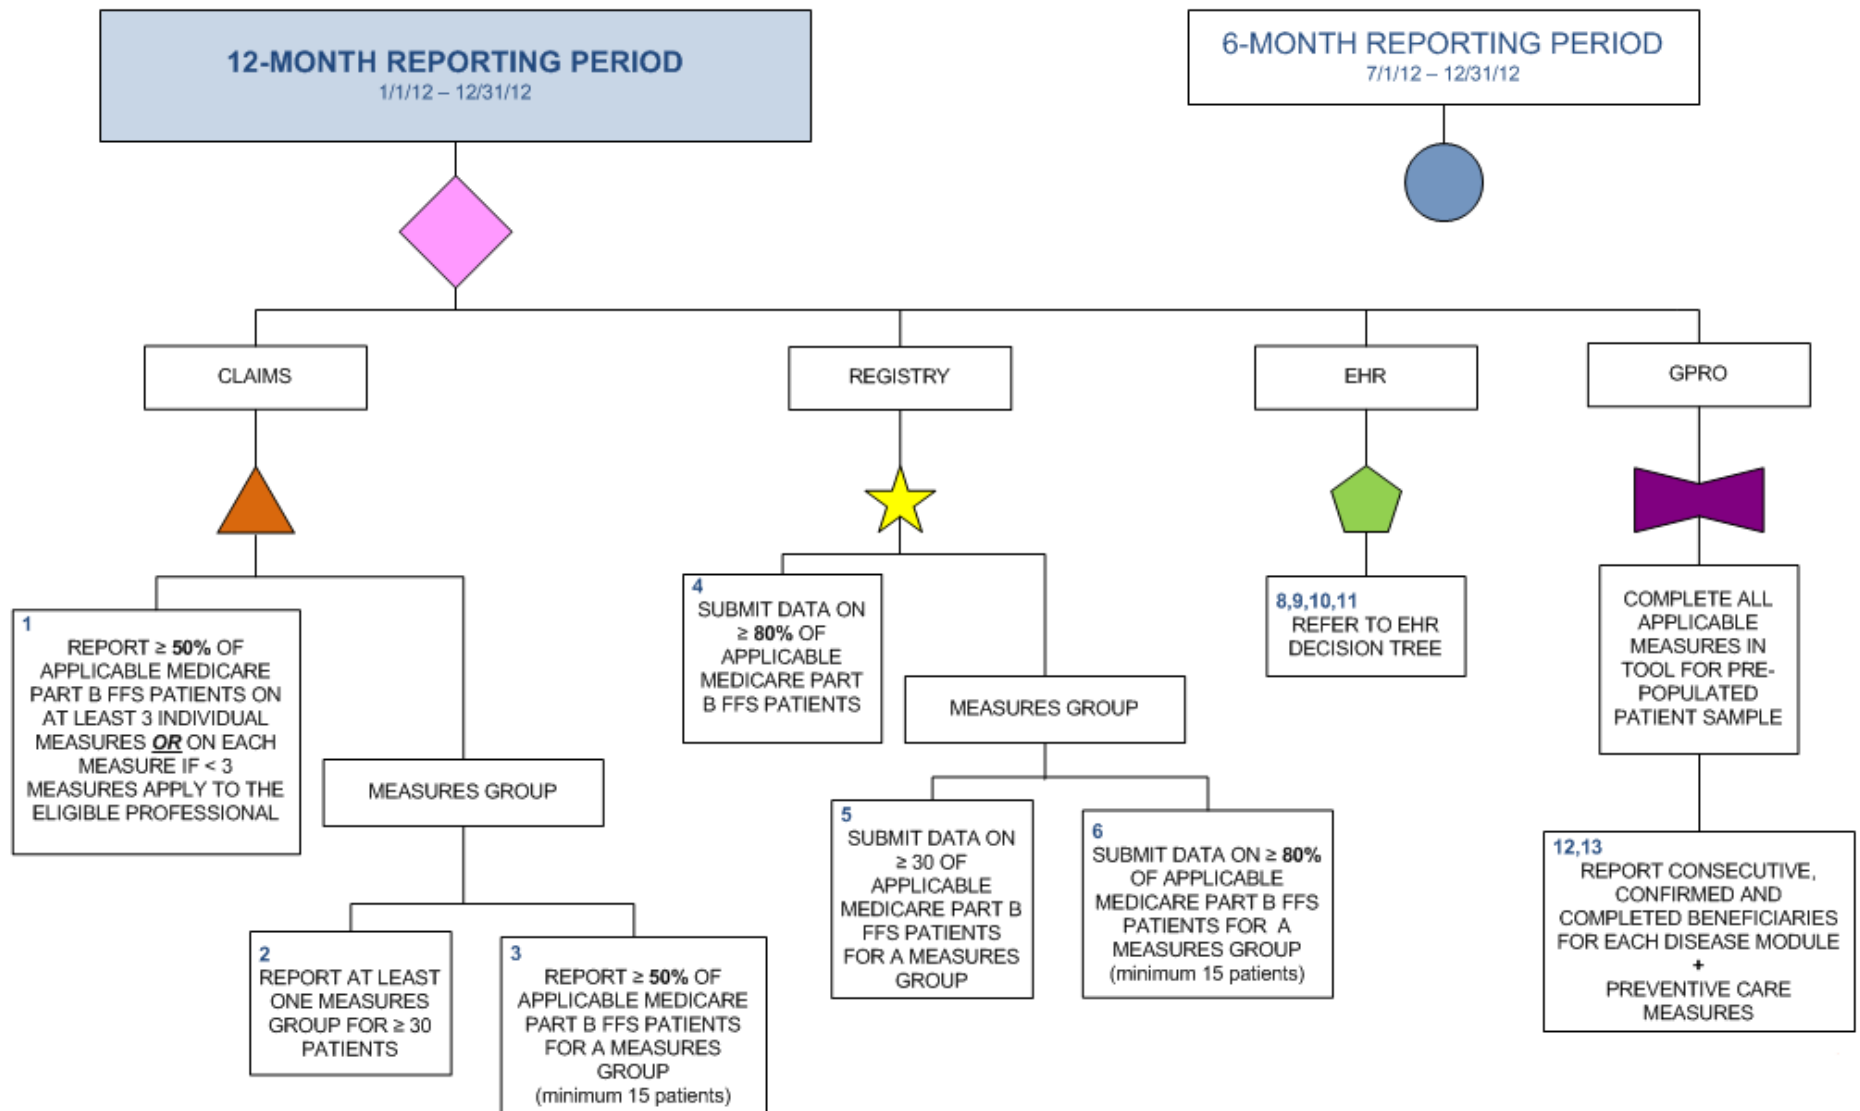 12-MONTH REPORTING PERIOD
1/1/12 – 12/31/12
6-MONTH REPORTING PERIOD
7/1/12 – 12/31/12
CLAIMS
REGISTRY
EHR
GPRO
1
REPORT ≥ 50% OF
APPLICABLE MEDICARE
PART B FFS PATIENTS ON
AT LEAST 3 INDIVIDUAL
MEASURES OR ON EACH
MEASURE IF < 3
MEASURES APPLY TO THE
ELIGIBLE PROFESSIONAL
MEASURES GROUP
2
REPORT AT LEAST
ONE MEASURES
GROUP FOR ≥ 30
PATIENTS
3
REPORT ≥ 50% OF
APPLICABLE MEDICARE
PART B FFS PATIENTS
FOR A MEASURES
GROUP
(minimum 15 patients)
4
SUBMIT DATA ON
≥ 80% OF
APPLICABLE
MEDICARE PART
B FFS PATIENTS
MEASURES GROUP
5
SUBMIT DATA ON
≥ 30 OF
APPLICABLE
MEDICARE PART B
FFS PATIENTS
FOR A MEASURES
GROUP
6
SUBMIT DATA ON ≥ 80%
OF APPLICABLE
MEDICARE PART B FFS
PATIENTS FOR A
MEASURES GROUP
(minimum 15 patients)
8,9,10,11
REFER TO EHR
DECISION TREE
COMPLETE ALL
APPLICABLE
MEASURES IN
TOOL FOR PRE-
POPULATED
PATIENT SAMPLE
12,13
REPORT CONSECUTIVE,
CONFIRMED AND
COMPLETED BENEFICIARIES
FOR EACH DISEASE MODULE
+
PREVENTIVE CARE
MEASURES